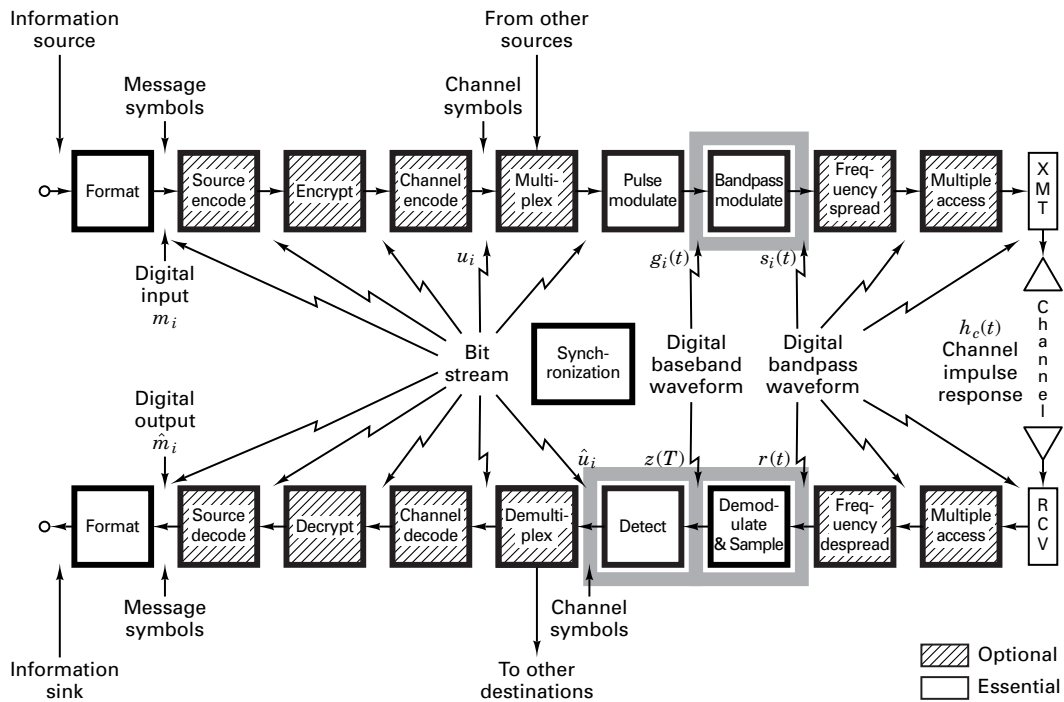 Information
source
From other
sources
Message
symbols
Channel
symbols
Format
Source
encode
Encrypt
Channel
encode
Multi-
plex
Pulse
modulate
Bandpass
modulate
Freq-
uency
spread
Multiple
access
X
M
T
Digital
input
m_i
u_i
g_i(t)
s_i(t)
Bit
stream
Synch-
ronization
Digital
baseband
waveform
Digital
bandpass
waveform
h_c(t)
Channel
impulse
response
C
h
a
n
n
e
l
Digital
output
m̂_i
û_i
z(T)
r(t)
Format
Source
decode
Decrypt
Channel
decode
Demulti-
plex
Detect
Demod-
ulate
& Sample
Freq-
uency
despread
Multiple
access
R
C
V
Message
symbols
Channel
symbols
Information
sink
To other
destinations
Optional
Essential